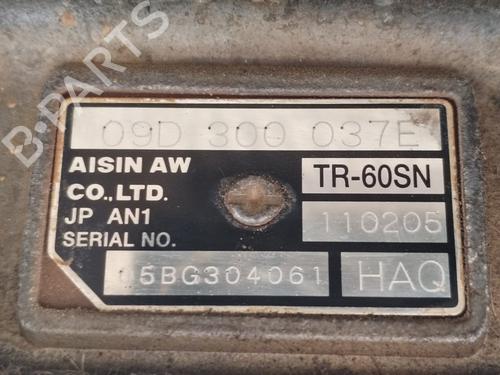 B-PARTS
09D 300 037E
AISIN AW
CO.,LTD.
JP AN1
SERIAL NO.
TR-60SN
110205
05BG304061
HAQ